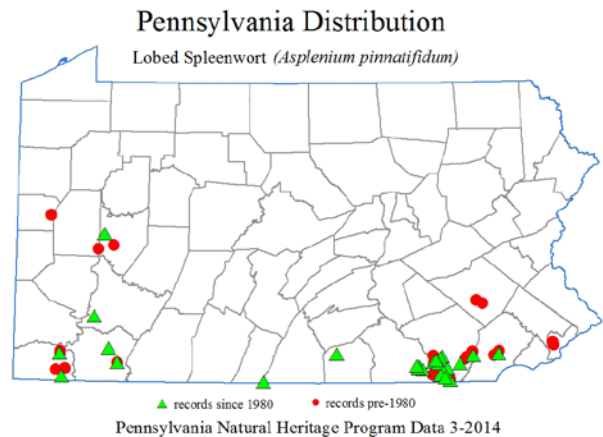 Pennsylvania Distribution
Lobed Spleenwort (Asplenium pinnatifidum)
records since 1980 records pre-1980
Pennsylvania Natural Heritage Program Data 3-2014